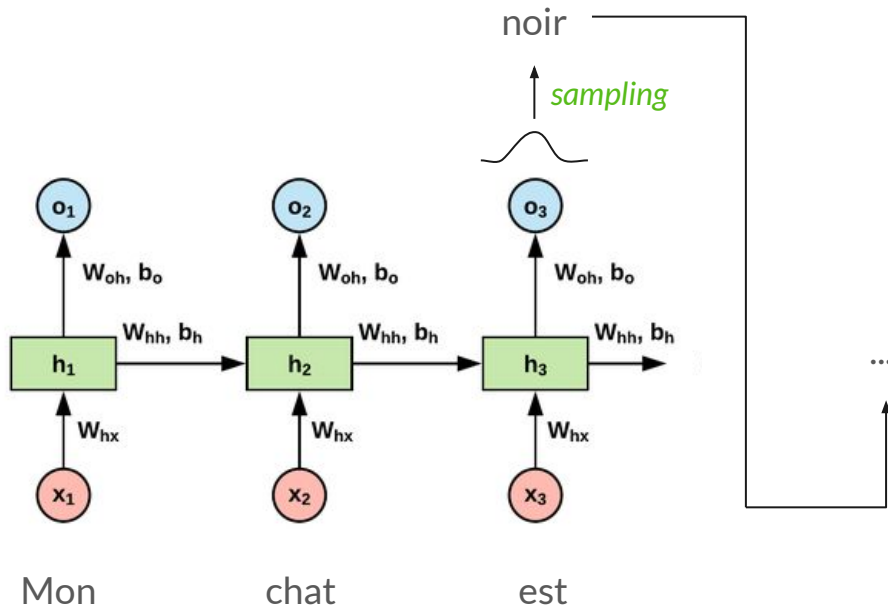 noir
sampling
o₁ o₂ o₃
Wₒₕ, bₒ Wₒₕ, bₒ Wₒₕ, bₒ
Wₕₕ, bₕ Wₕₕ, bₕ Wₕₕ, bₕ
h₁ h₂ h₃ ...
Wₕₓ Wₕₓ Wₕₓ
x₁ x₂ x₃
Mon chat est